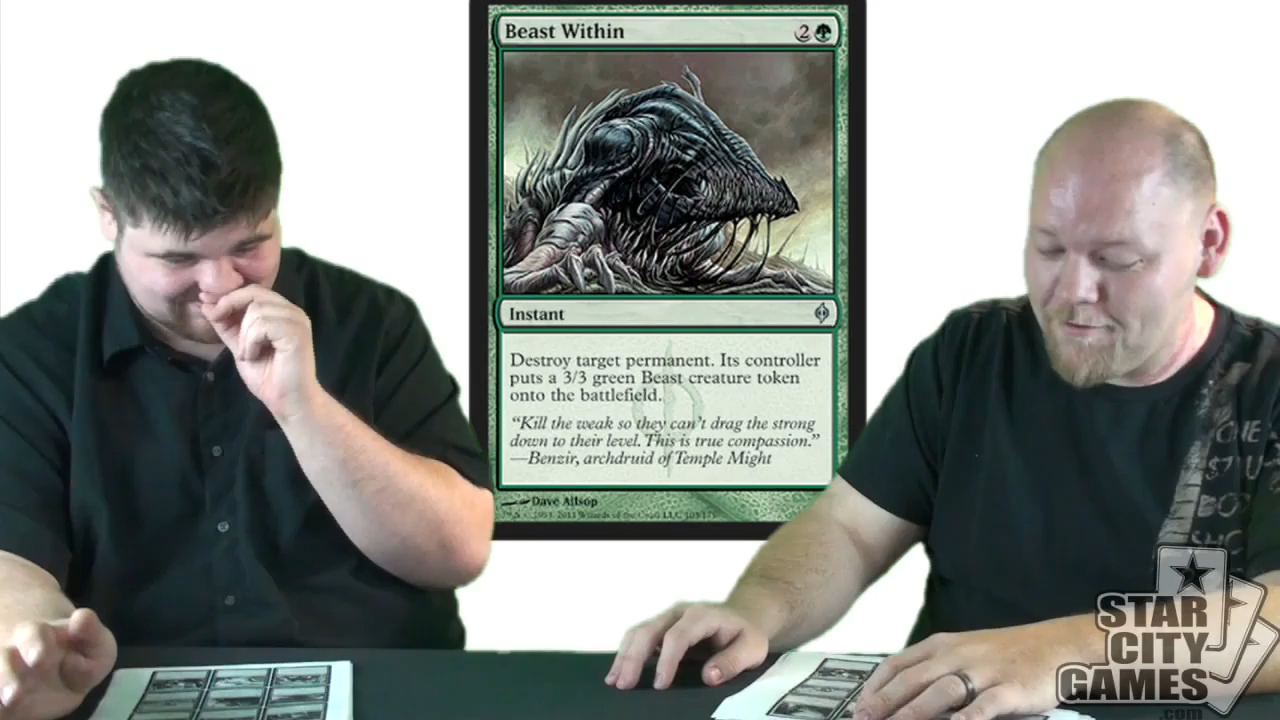 Beast Within 2
Instant
Destroy target permanent. Its controller
puts a 3/3 green Beast creature token
onto the battlefield.
"Kill the weak so they can't drag the strong
down to their level. This is true compassion."
—Benzir, archdruid of Temple Might
Dave Allsop
STAR
CITY
GAMES
.com